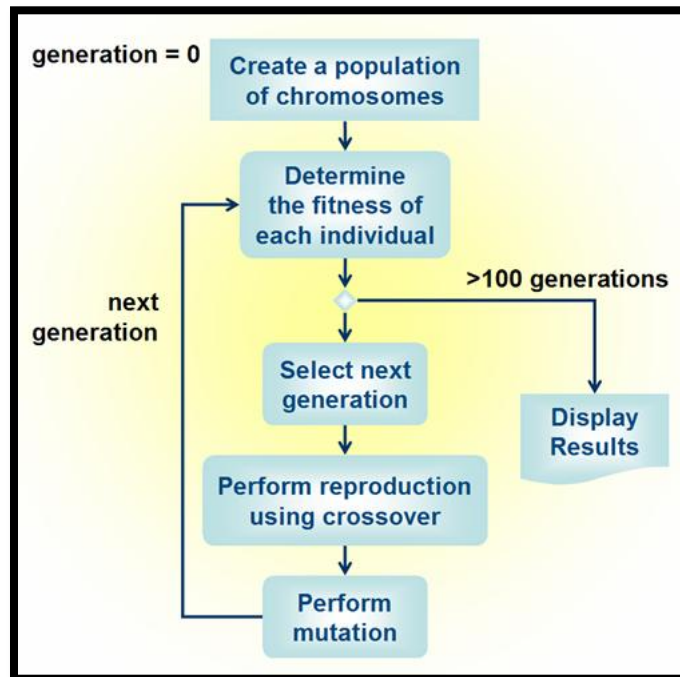 generation = 0
Create a population
of chromosomes
Determine
the fitness of
each individual
>100 generations
next
generation
Select next
generation
Display
Results
Perform reproduction
using crossover
Perform
mutation